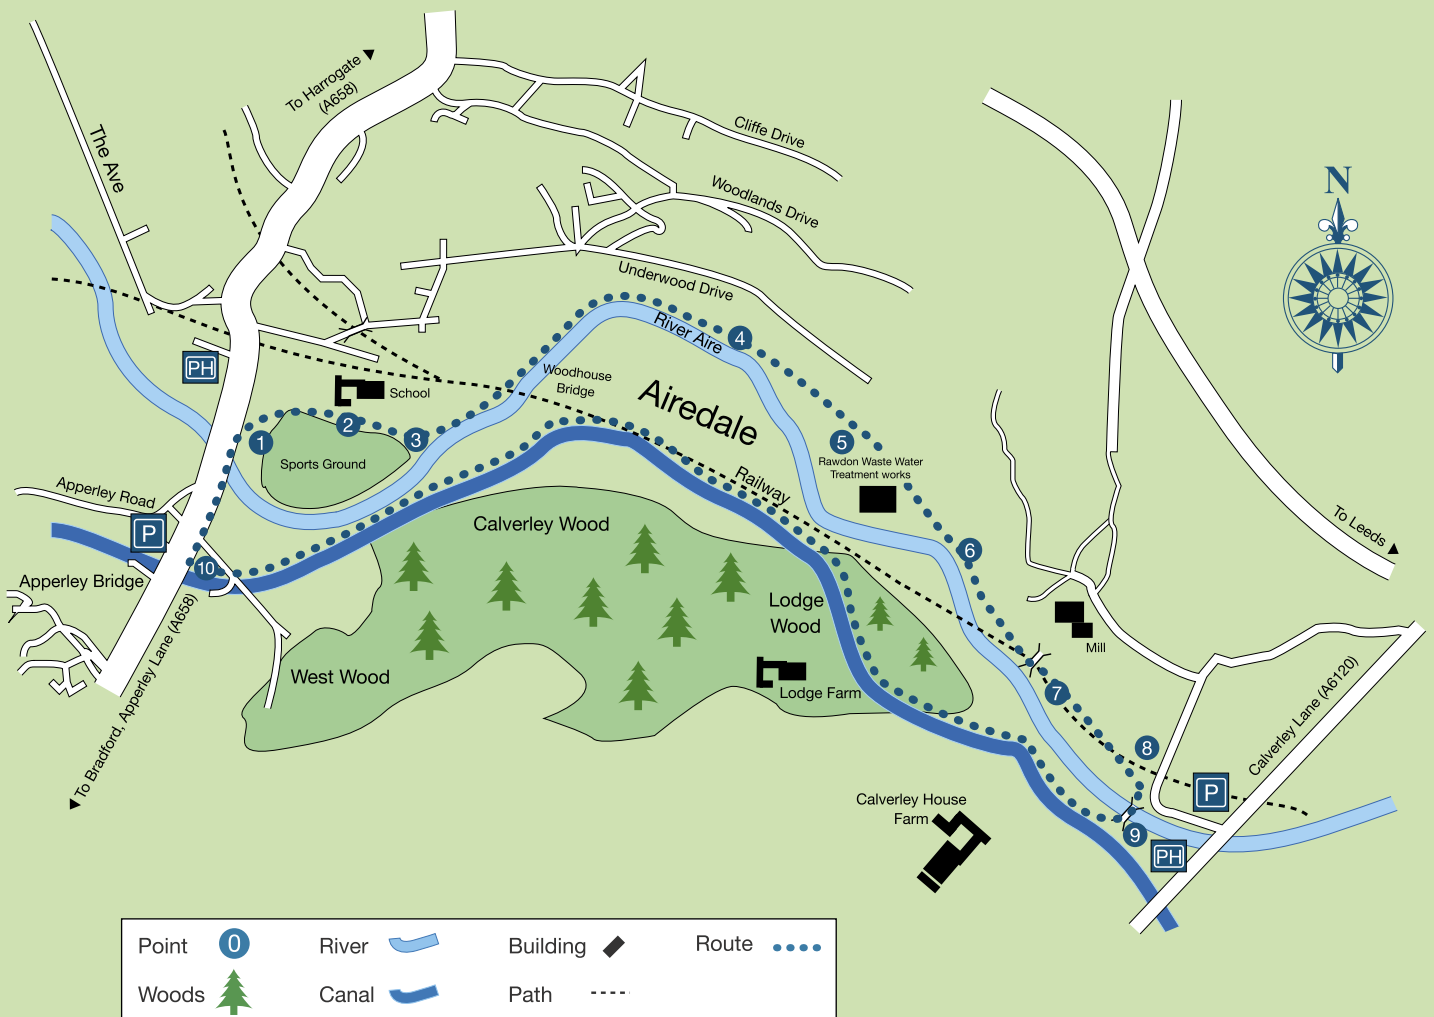 To Harrogate
(A658)
The Ave
Cliffe Drive
Woodlands Drive
N
Underwood Drive
River Aire
4
PH
Woodhouse
Bridge
School
Airedale
1
2
3
5
Sports Ground
Rawdon Waste Water
Treatment works
Railway
Apperley Road
P
Calverley Wood
To Leeds
6
10
Apperley Bridge
Lodge
Wood
Mill
West Wood
Lodge Farm
7
To Bradford, Apperley Lane (A658)
Calverley Lane (A6120)
8
P
Calverley House
Farm
9
PH
Point
0
River
Building
Route
Woods
Canal
Path